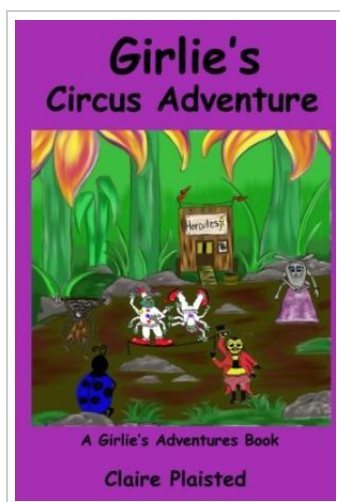 Girlie's
Circus Adventure
Hercules
A Girlie's Adventures Book
Claire Plaisted